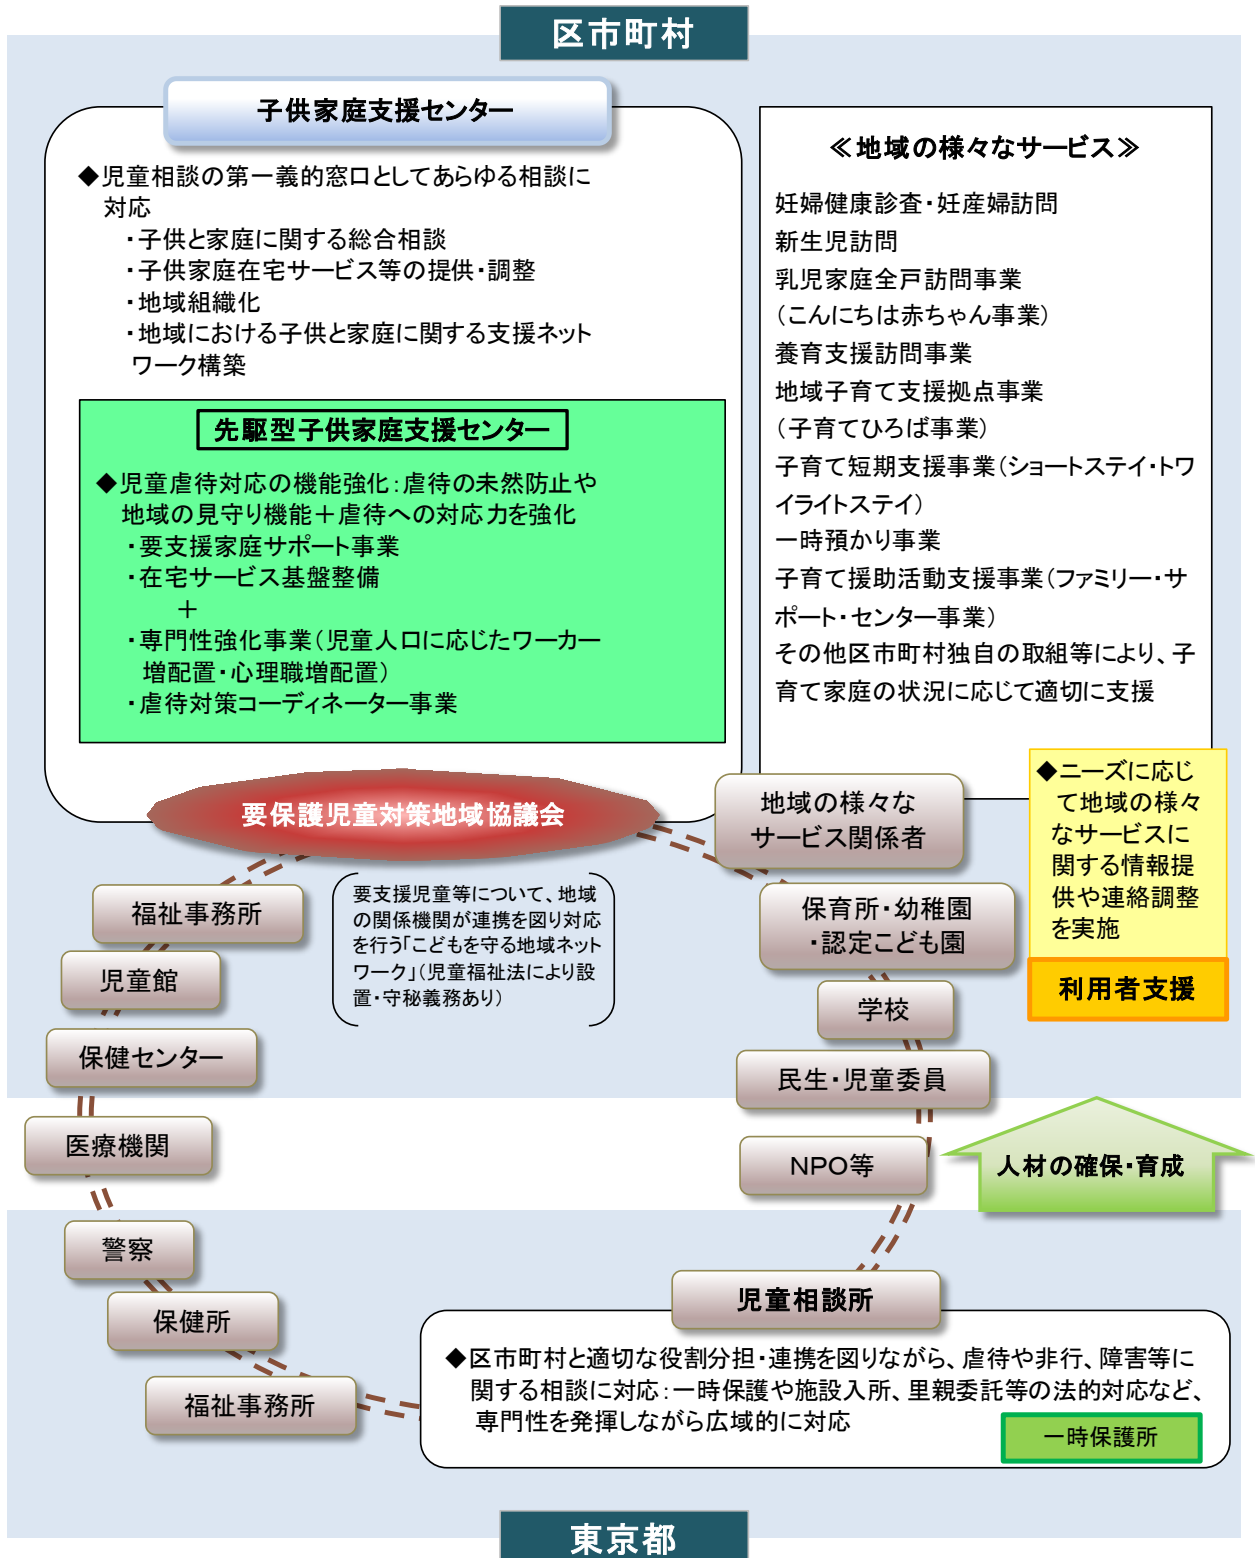 区市町村
子供家庭支援センター
◆児童相談の第一義的窓口としてあらゆる相談に
対応
・子供と家庭に関する総合相談
・子供家庭在宅サービス等の提供・調整
・地域組織化
・地域における子供と家庭に関する支援ネット
ワーク構築
先駆型子供家庭支援センター
◆児童虐待対応の機能強化：虐待の未然防止や
地域の見守り機能＋虐待への対応力を強化
・要支援家庭サポート事業
・在宅サービス基盤整備
＋
・専門性強化事業（児童人口に応じたワーカー
増配置・心理職増配置）
・虐待対策コーディネーター事業
≪地域の様々なサービス≫
妊婦健康診査・妊産婦訪問
新生児訪問
乳児家庭全戸訪問事業
（こんにちは赤ちゃん事業）
養育支援訪問事業
地域子育て支援拠点事業
（子育てひろば事業）
子育て短期支援事業（ショートステイ・トワ
イライトステイ）
一時預かり事業
子育て援助活動支援事業（ファミリー・サ
ポート・センター事業）
その他区市町村独自の取組等により、子
育て家庭の状況に応じて適切に支援
◆ニーズに応じ
て地域の様々
なサービスに
関する情報提
供や連絡調整
を実施
利用者支援
要保護児童対策地域協議会
地域の様々な
サービス関係者
要支援児童等について、地域
の関係機関が連携を図り対応
を行う「こどもを守る地域ネット
ワーク」（児童福祉法により設
置・守秘義務あり）
福祉事務所
児童館
保健センター
医療機関
警察
保健所
福祉事務所
保育所・幼稚園
・認定こども園
学校
民生・児童委員
NPO等
人材の確保・育成
児童相談所
◆区市町村と適切な役割分担・連携を図りながら、虐待や非行、障害等に
関する相談に対応：一時保護や施設入所、里親委託等の法的対応など、
専門性を発揮しながら広域的に対応
一時保護所
東京都